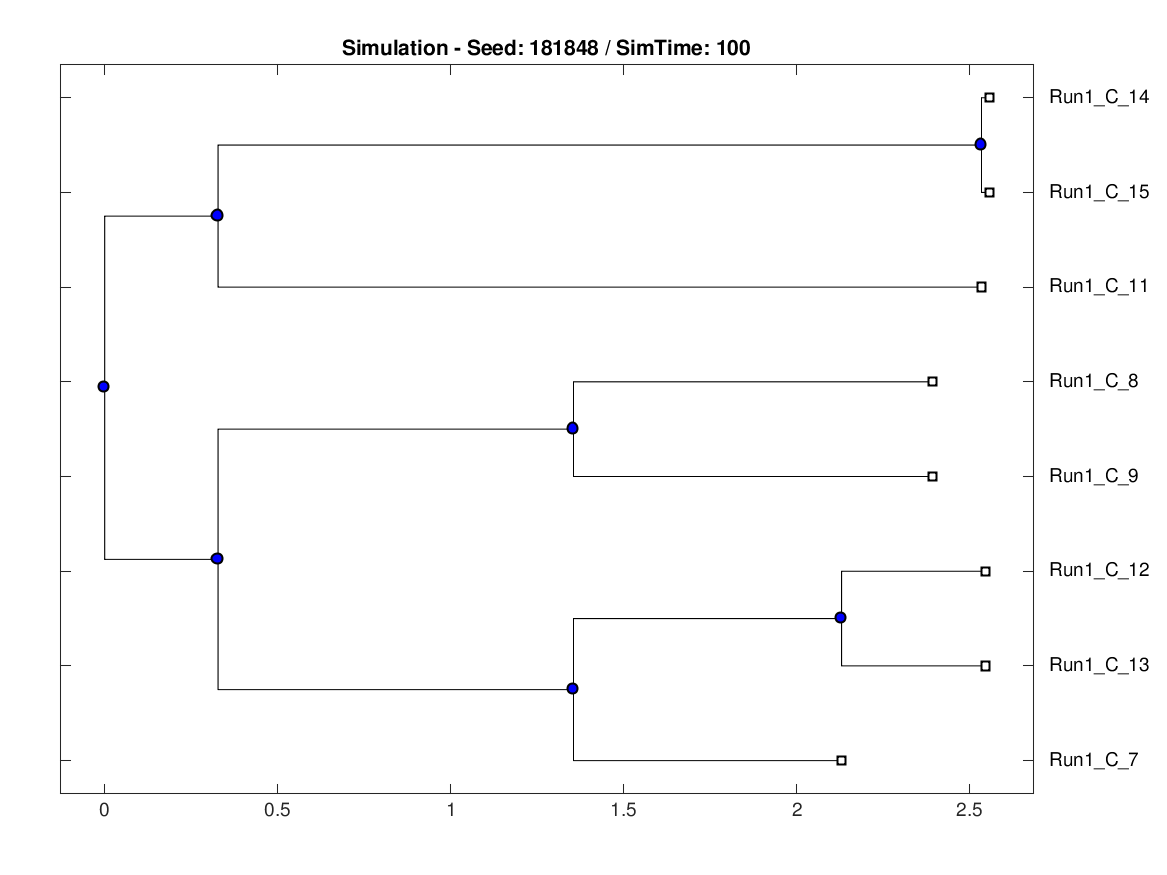 Simulation - Seed: 181848 / SimTime: 100
Run1_C_14
Run1_C_15
Run1_C_11
Run1_C_8
Run1_C_9
Run1_C_12
Run1_C_13
Run1_C_7
0 0.5 1 1.5 2 2.5